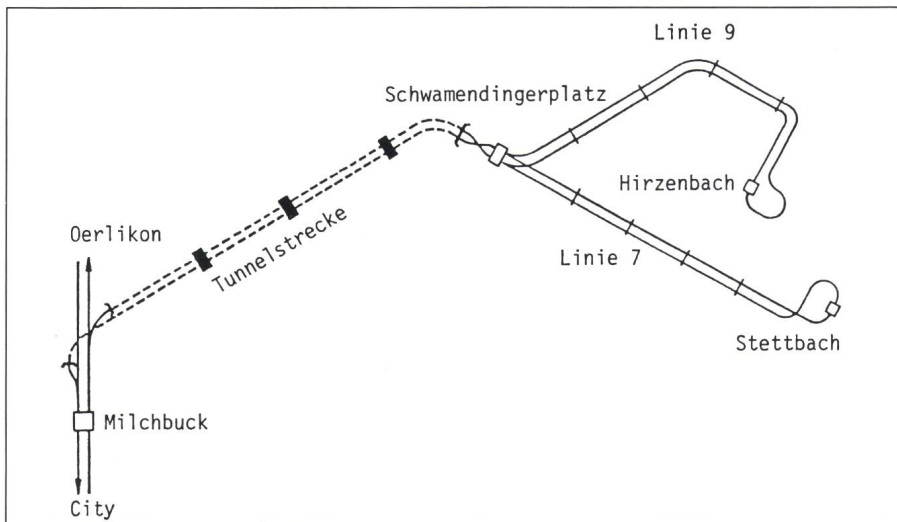 Linie 9
Schwamendingerplatz
Hirzenbach
Oerlikon
Tunnelstrecke
Linie 7
Stettbach
Milchbuck
City